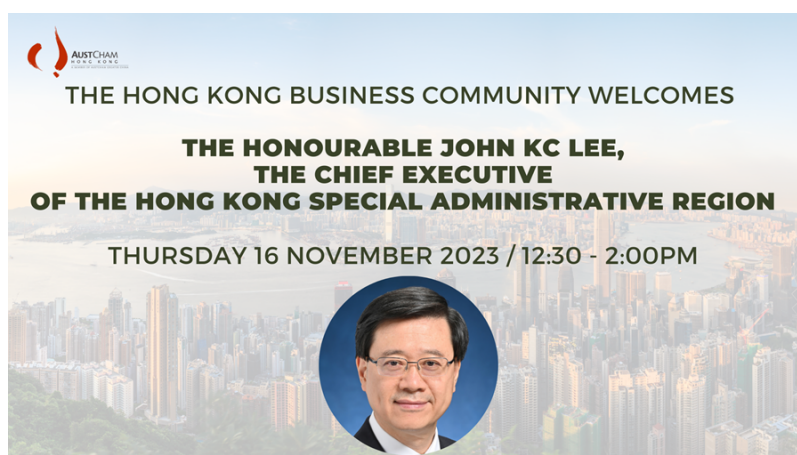 AUSTCHAM
HONG KONG
THE HONG KONG BUSINESS COMMUNITY WELCOMES
THE HONOURABLE JOHN KC LEE,
THE CHIEF EXECUTIVE
OF THE HONG KONG SPECIAL ADMINISTRATIVE REGION
THURSDAY 16 NOVEMBER 2023 / 12:30 - 2:00PM